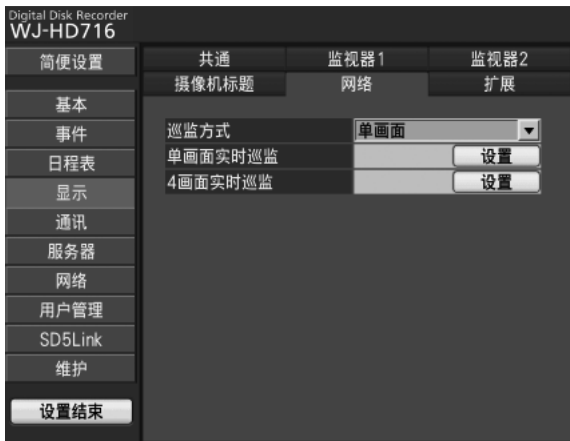 Digital Disk Recorder
WJ-HD716
简便设置
基本
事件
日程表
显示
通讯
服务器
网络
用户管理
SD5Link
维护
设置结束
共通 监视器1 监视器2
摄像机标题 网络 扩展
巡监方式 单画面
单画面实时巡监 设置
4画面实时巡监 设置